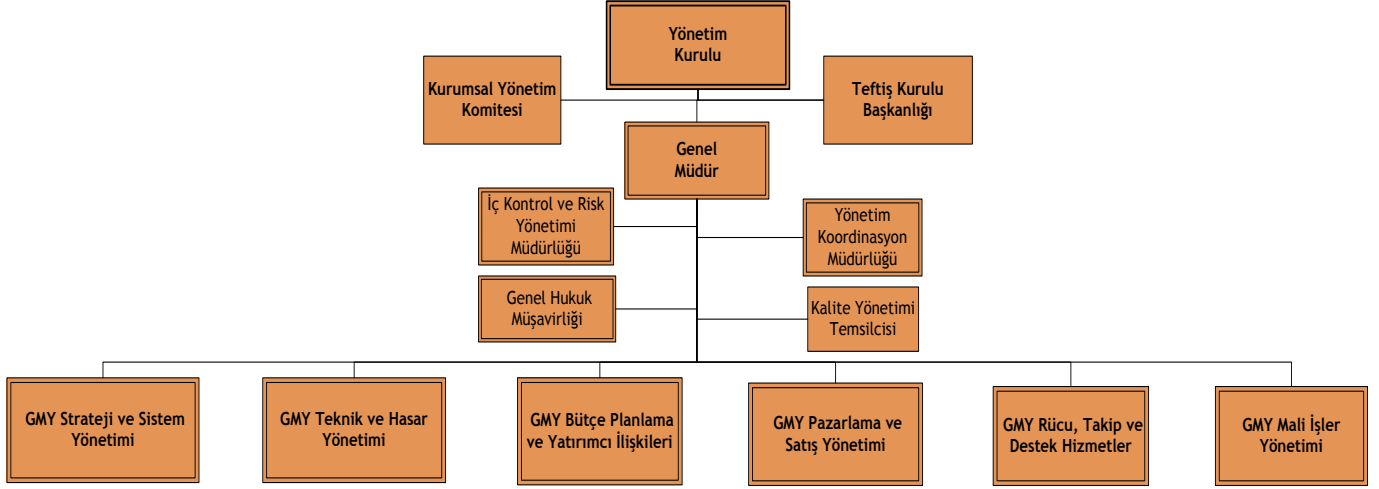 Yönetim
Kurulu
Kurumsal Yönetim
Komitesi
Teftiş Kurulu
Başkanlığı
Genel
Müdür
İç Kontrol ve Risk
Yönetimi
Müdürlüğü
Yönetim
Koordinasyon
Müdürlüğü
Genel Hukuk
Müşavirliği
Kalite Yönetimi
Temsilcisi
GMY Strateji ve Sistem
Yönetimi
GMY Teknik ve Hasar
Yönetimi
GMY Bütçe Planlama
ve Yatırımcı İlişkileri
GMY Pazarlama ve
Satış Yönetimi
GMY Rücu, Takip ve
Destek Hizmetler
GMY Mali İşler
Yönetimi